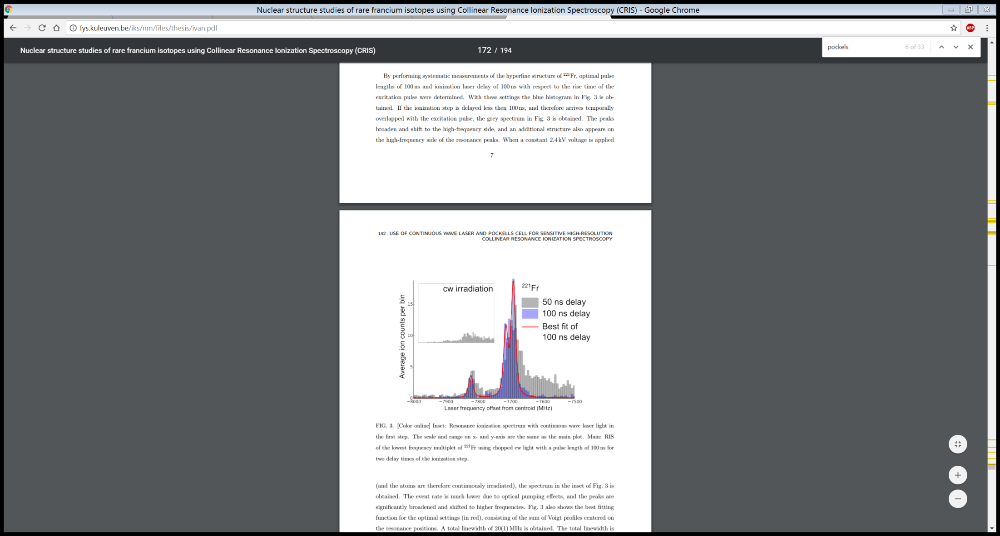 Nuclear structure studies of rare francium isotopes using Collinear Resonance Ionization Spectroscopy (CRIS) - Google Chrome
fys.kuleuven.be/iks/nm/files/thesis/ivan.pdf
ABP
Nuclear structure studies of rare francium isotopes using Collinear Resonance Ionization Spectroscopy (CRIS)
172 / 194
pockels
6 of 33
By performing systematic measurements of the hyperfine structure of ²²¹Fr, optimal pulse
lengths of 100 ns and ionization laser delay of 100 ns with respect to the rise time of the
excitation pulse were determined. With these settings the blue histogram in Fig. 3 is ob-
tained. If the ionization step is delayed less then 100 ns, and therefore arrives temporally
overlapped with the excitation pulse, the grey spectrum in Fig. 3 is obtained. The peaks
broaden and shift to the high-frequency side, and an additional structure also appears on
the high-frequency side of the resonance peaks. When a constant 2.4 kV voltage is applied
7
142 . USE OF CONTINUOUS WAVE LASER AND POCKELLS CELL FOR SENSITIVE HIGH-RESOLUTION
COLLINEAR RESONANCE IONIZATION SPECTROSCOPY
cw irradiation
²²¹Fr
50 ns delay
100 ns delay
Best fit of
100 ns delay
Average ion counts per bin
15
10
5
0
−8000 −7900 −7800 −7700 −7600 −7500
Laser frequency offset from centroid (MHz)
FIG. 3. [Color online] Inset: Resonance ionization spectrum with continuous wave laser light in
the first step. The scale and range on x- and y-axis are the same as the main plot. Main: RIS
of the lowest frequency multiplet of ²²¹Fr using chopped cw light with a pulse length of 100 ns for
two delay times of the ionization step.
(and the atoms are therefore continuously irradiated), the spectrum in the inset of Fig. 3 is
obtained. The event rate is much lower due to optical pumping effects, and the peaks are
significantly broadened and shifted to higher frequencies. Fig. 3 also shows the best fitting
function for the optimal settings (in red), consisting of the sum of Voigt profiles centered on
the resonance positions. A total linewidth of 20(1) MHz is obtained. The total linewidth is